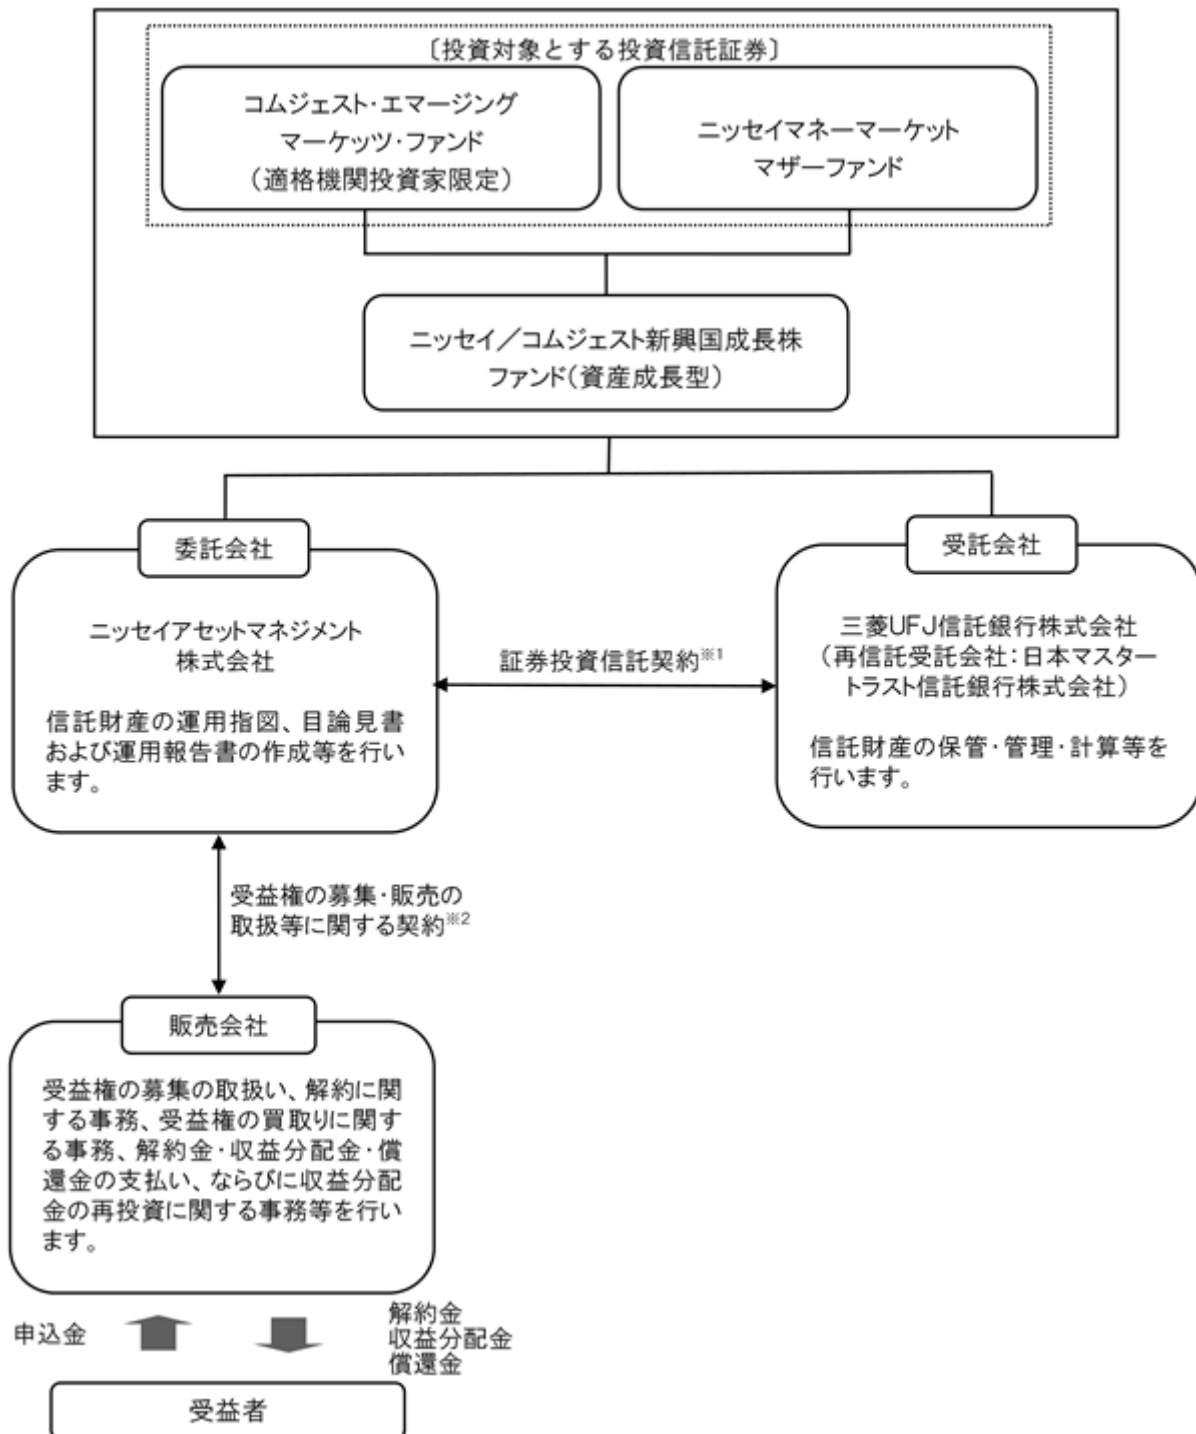 〔投資対象とする投資信託証券〕
コムジェスト・エマージング
マーケッツ・ファンド
（適格機関投資家限定）
ニッセイマネーマーケット
マザーファンド
ニッセイ／コムジェスト新興国成長株
ファンド（資産成長型）
委託会社
ニッセイアセットマネジメント
株式会社
信託財産の運用指図、目論見書
および運用報告書の作成等を行い
ます。
証券投資信託契約※1
受託会社
三菱UFJ信託銀行株式会社
（再信託受託会社：日本マスター
トラスト信託銀行株式会社）
信託財産の保管・管理・計算等を
行います。
受益権の募集・販売の
取扱等に関する契約※2
販売会社
受益権の募集の取扱い、解約に関
する事務、受益権の買取りに関す
る事務、解約金・収益分配金・償
還金の支払い、ならびに収益分配
金の再投資に関する事務等を行い
ます。
申込金
解約金
収益分配金
償還金
受益者